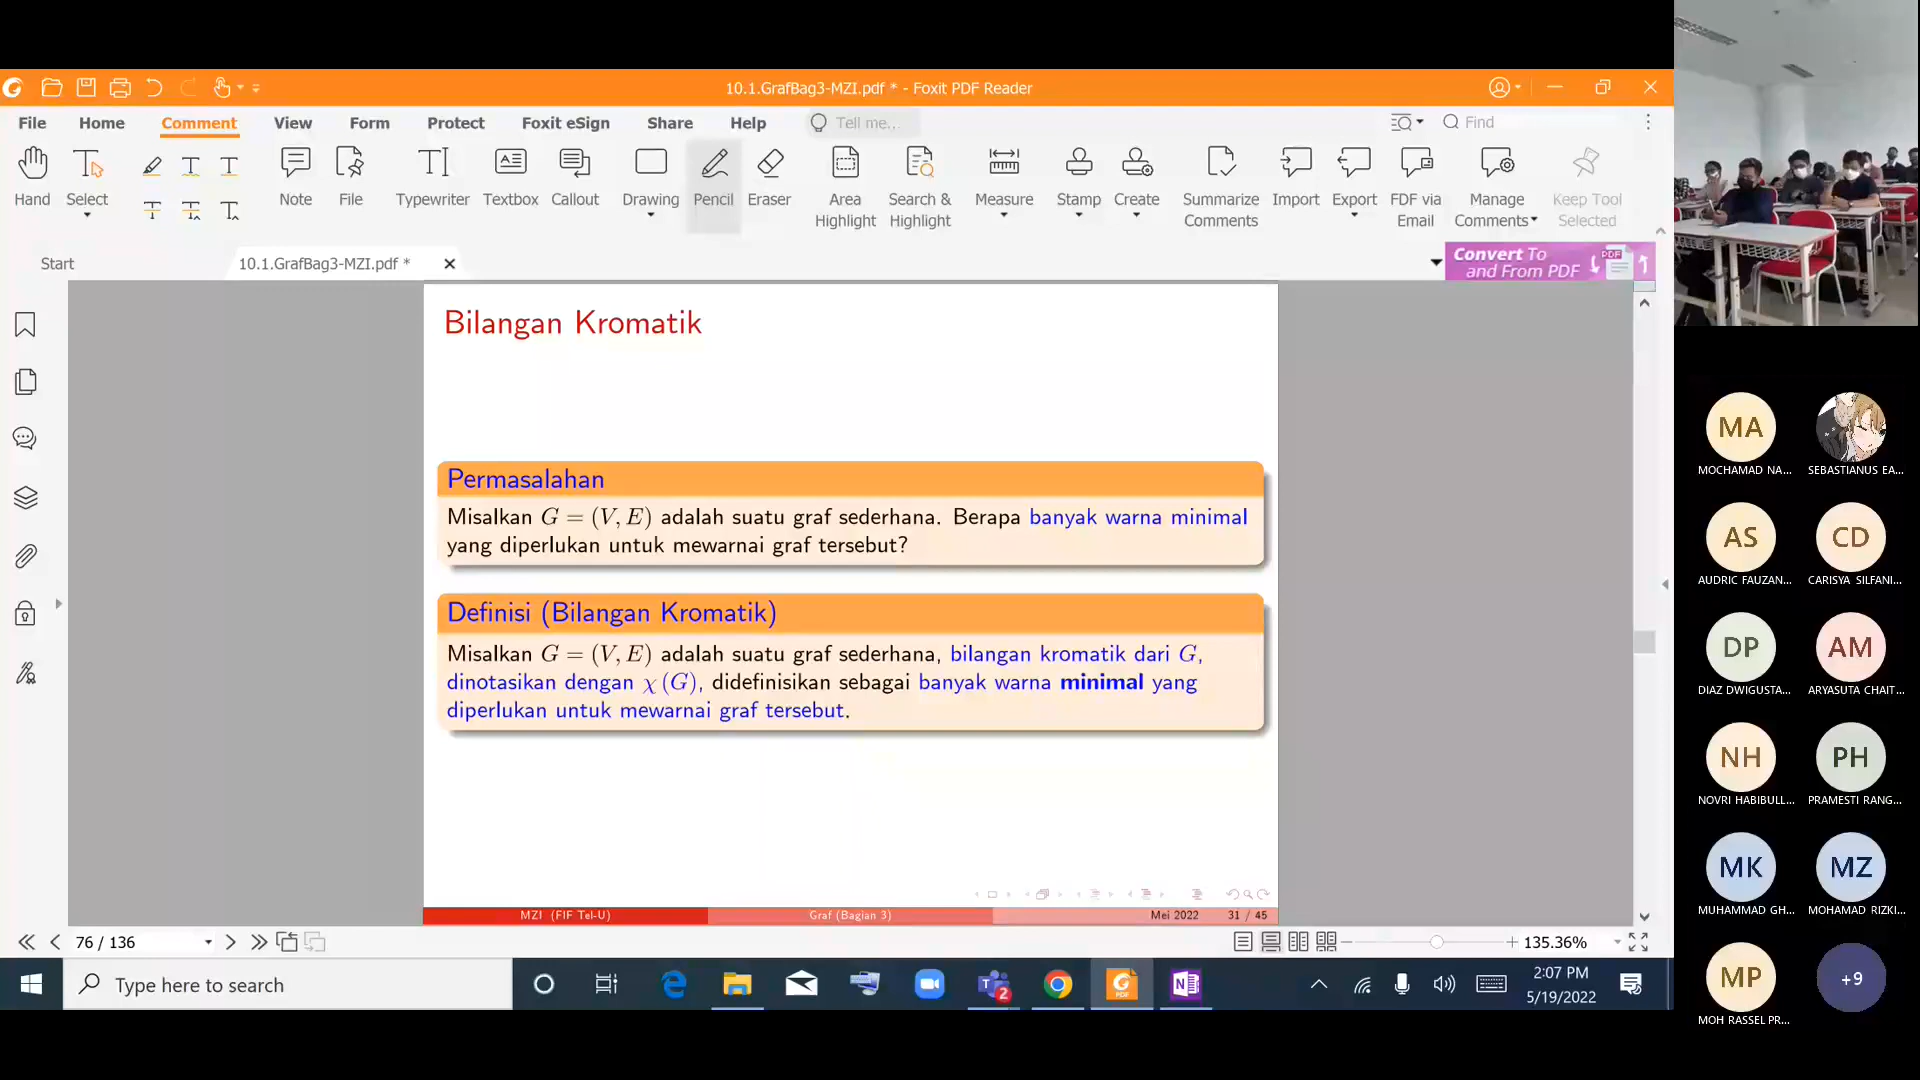 10.1.GrafBag3-MZI.pdf * - Foxit PDF Reader
File Home Comment View Form Protect Foxit eSign Share Help Tell me... Find
Hand Select Note File Typewriter Textbox Callout Drawing Pencil Eraser Area Highlight Search & Highlight Measure Stamp Create Summarize Comments Import Export FDF via Email Manage Comments Keep Tool Selected
Start 10.1.GrafBag3-MZI.pdf *
Convert To
and From PDF
PDF
Bilangan Kromatik
Permasalahan
Misalkan G = (V, E) adalah suatu graf sederhana. Berapa banyak warna minimal
yang diperlukan untuk mewarnai graf tersebut?
Definisi (Bilangan Kromatik)
Misalkan G = (V, E) adalah suatu graf sederhana, bilangan kromatik dari G,
dinotasikan dengan χ (G), didefinisikan sebagai banyak warna minimal yang
diperlukan untuk mewarnai graf tersebut.
MZI (FIF Tel-U) Graf (Bagian 3) Mei 2022 31 / 45
76 / 136 135.36%
Type here to search
2
2:07 PM
5/19/2022
MA
MOCHAMAD NA... SEBASTIANUS EA...
AS CD
AUDRIC FAUZAN... CARISYA SILFANI...
DP AM
DIAZ DWIGUSTA... ARYASUTA CHAIT...
NH PH
NOVRI HABIBULL... PRAMESTI RANG...
MK MZ
MUHAMMAD GH... MOHAMAD RIZKI...
MP +9
MOH RASSEL PR...